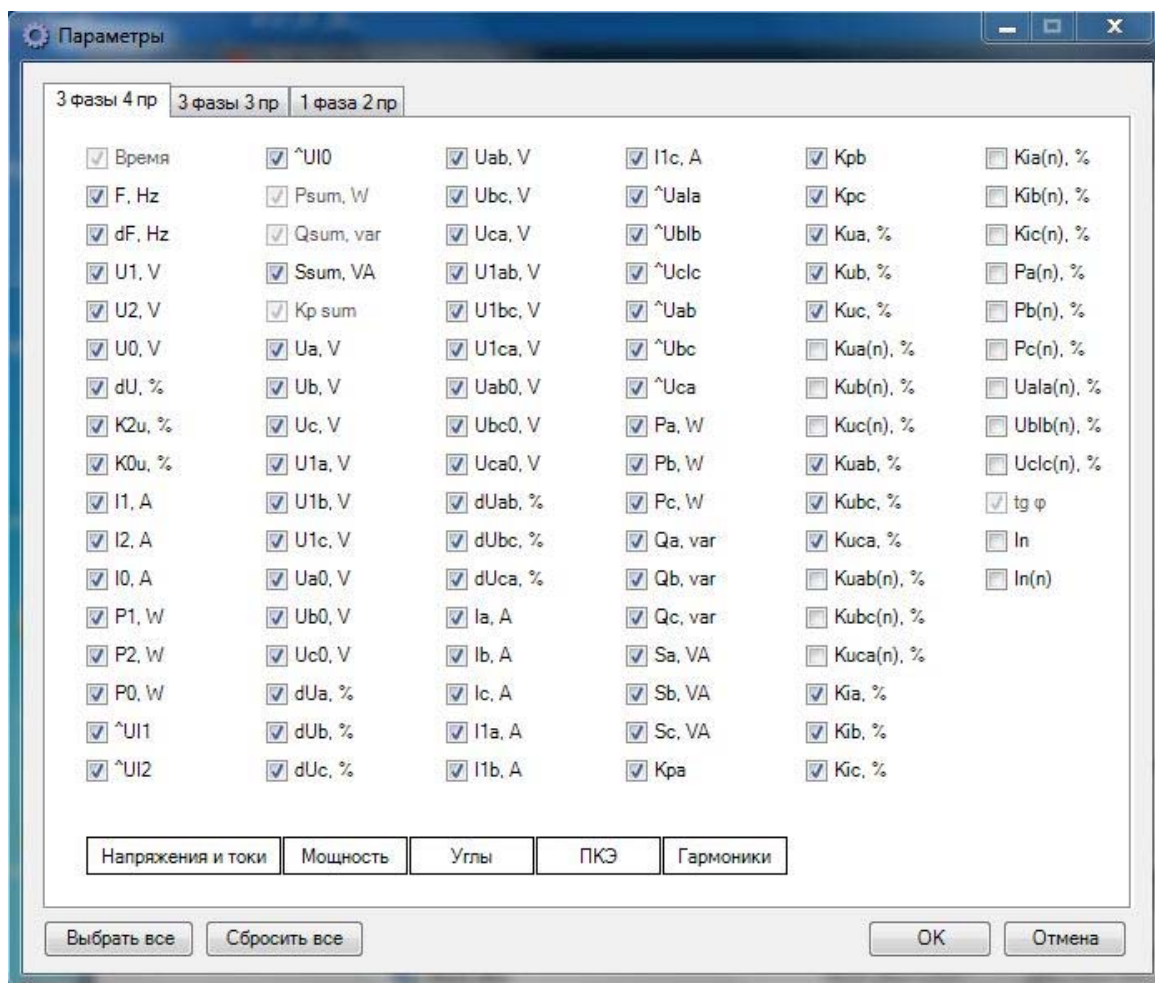 Параметры
3 фазы 4 пр
3 фазы 3 пр
1 фаза 2 пр
Время
F, Hz
dF, Hz
U1, V
U2, V
U0, V
dU, %
K2u, %
K0u, %
I1, A
I2, A
I0, A
P1, W
P2, W
P0, W
^UI1
^UI2
^UI0
Psum, W
Qsum, var
Ssum, VA
Kp sum
Ua, V
Ub, V
Uc, V
U1a, V
U1b, V
U1c, V
Ua0, V
Ub0, V
Uc0, V
dUa, %
dUb, %
dUc, %
Uab, V
Ubc, V
Uca, V
U1ab, V
U1bc, V
U1ca, V
Uab0, V
Ubc0, V
Uca0, V
dUab, %
dUbc, %
dUca, %
Ia, A
Ib, A
Ic, A
I1a, A
I1b, A
I1c, A
^UaIa
^UbIb
^UcIc
^Uab
^Ubc
^Uca
Pa, W
Pb, W
Pc, W
Qa, var
Qb, var
Qc, var
Sa, VA
Sb, VA
Sc, VA
Kpa
Kpb
Kpc
Kua, %
Kub, %
Kuc, %
Kua(n), %
Kub(n), %
Kuc(n), %
Kuab, %
Kubc, %
Kuca, %
Kuab(n), %
Kubc(n), %
Kuca(n), %
Kia, %
Kib, %
Kic, %
Kia(n), %
Kib(n), %
Kic(n), %
Pa(n), %
Pb(n), %
Pc(n), %
UaIa(n), %
UbIb(n), %
UcIc(n), %
tg φ
In
In(n)
Напряжения и токи
Мощность
Углы
ПКЭ
Гармоники
Выбрать все
Сбросить все
OK
Отмена